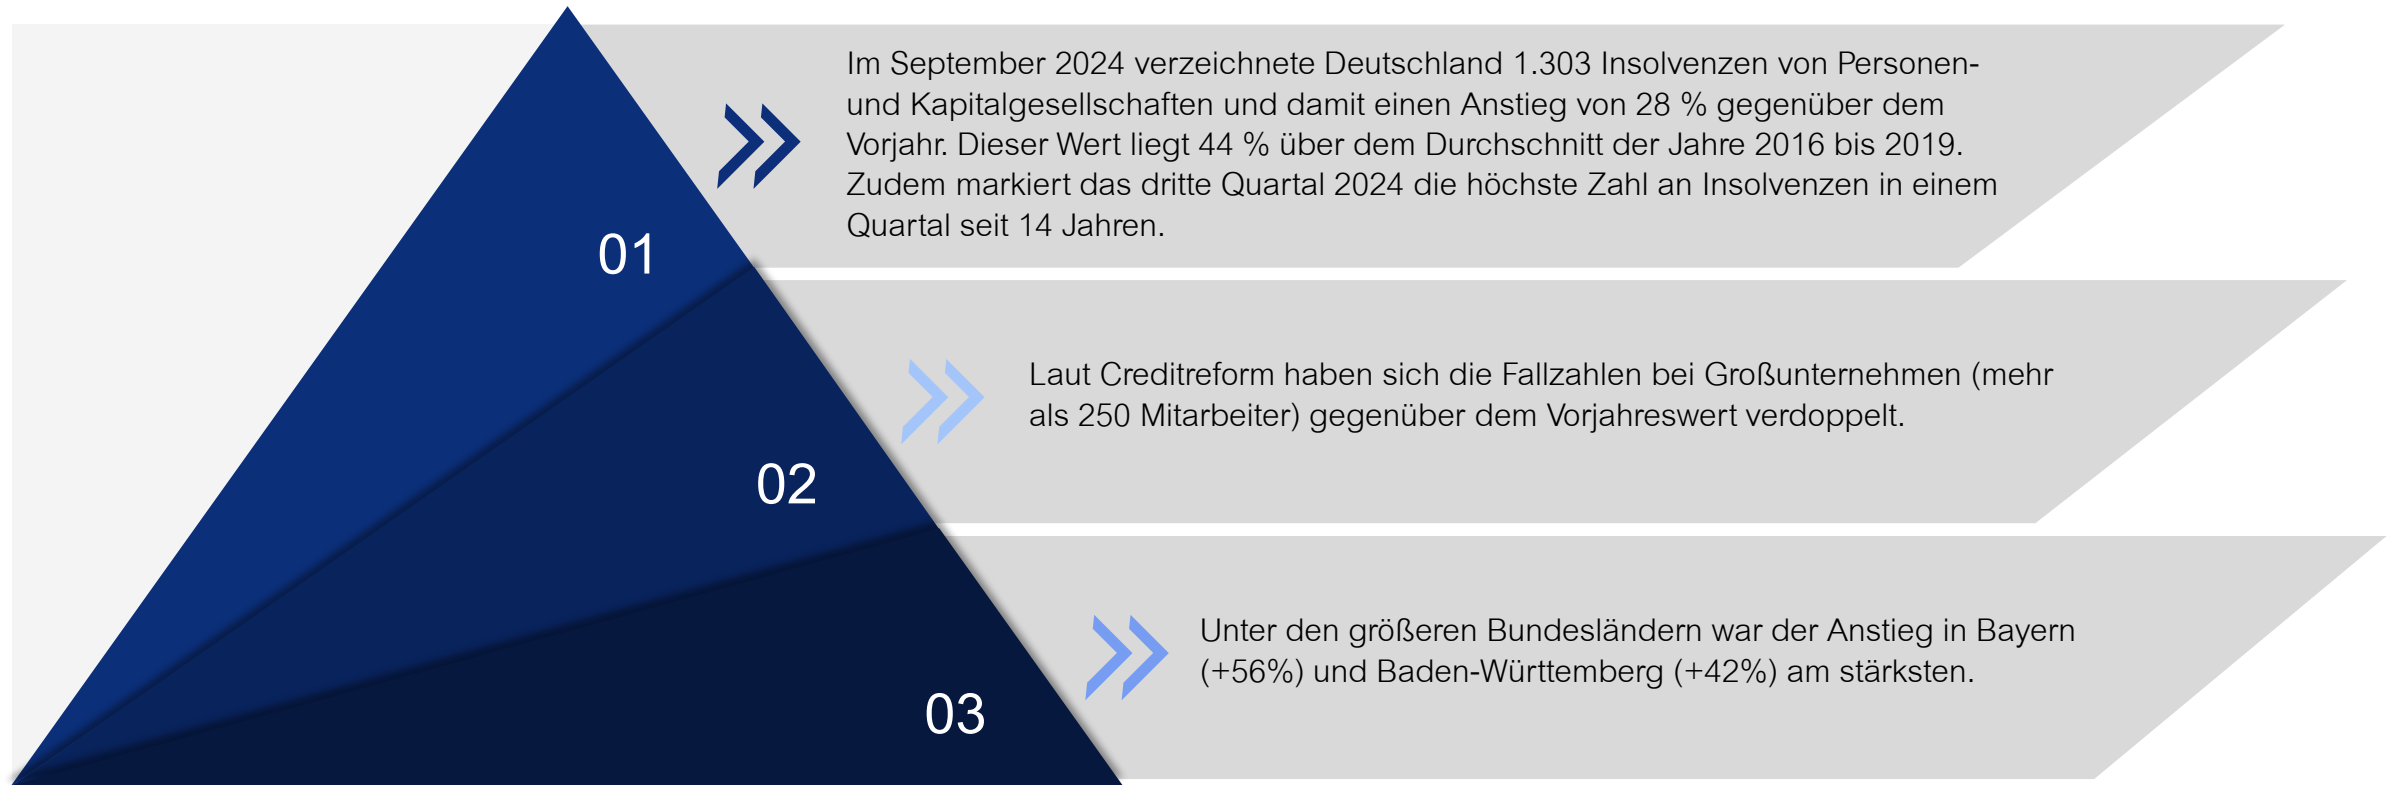 Im September 2024 verzeichnete Deutschland 1.303 Insolvenzen von Personen-
und Kapitalgesellschaften und damit einen Anstieg von 28 % gegenüber dem
Vorjahr. Dieser Wert liegt 44 % über dem Durchschnitt der Jahre 2016 bis 2019.
Zudem markiert das dritte Quartal 2024 die höchste Zahl an Insolvenzen in einem
Quartal seit 14 Jahren.
01
Laut Creditreform haben sich die Fallzahlen bei Großunternehmen (mehr
als 250 Mitarbeiter) gegenüber dem Vorjahreswert verdoppelt.
02
Unter den größeren Bundesländern war der Anstieg in Bayern
(+56%) und Baden-Württemberg (+42%) am stärksten.
03